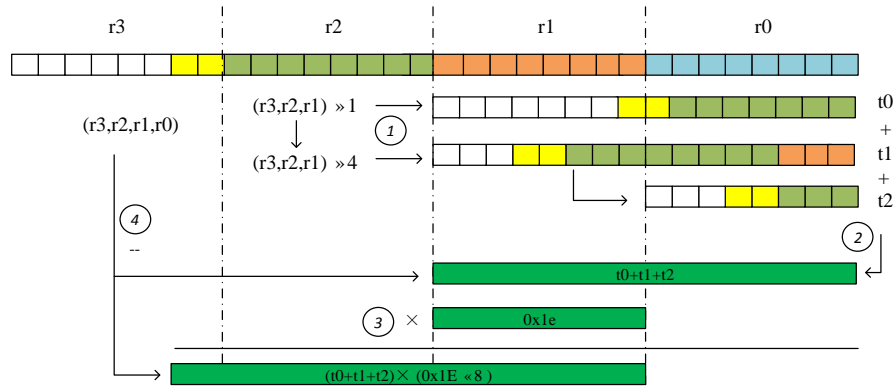 r3 r2 r1 r0
(r3,r2,r1) »1
t0
(r3,r2,r1,r0)
1
+
(r3,r2,r1) »4
t1
+
t2
4
2
--
t0+t1+t2
3 × 0x1e
(t0+t1+t2)× (0x1E «8 )